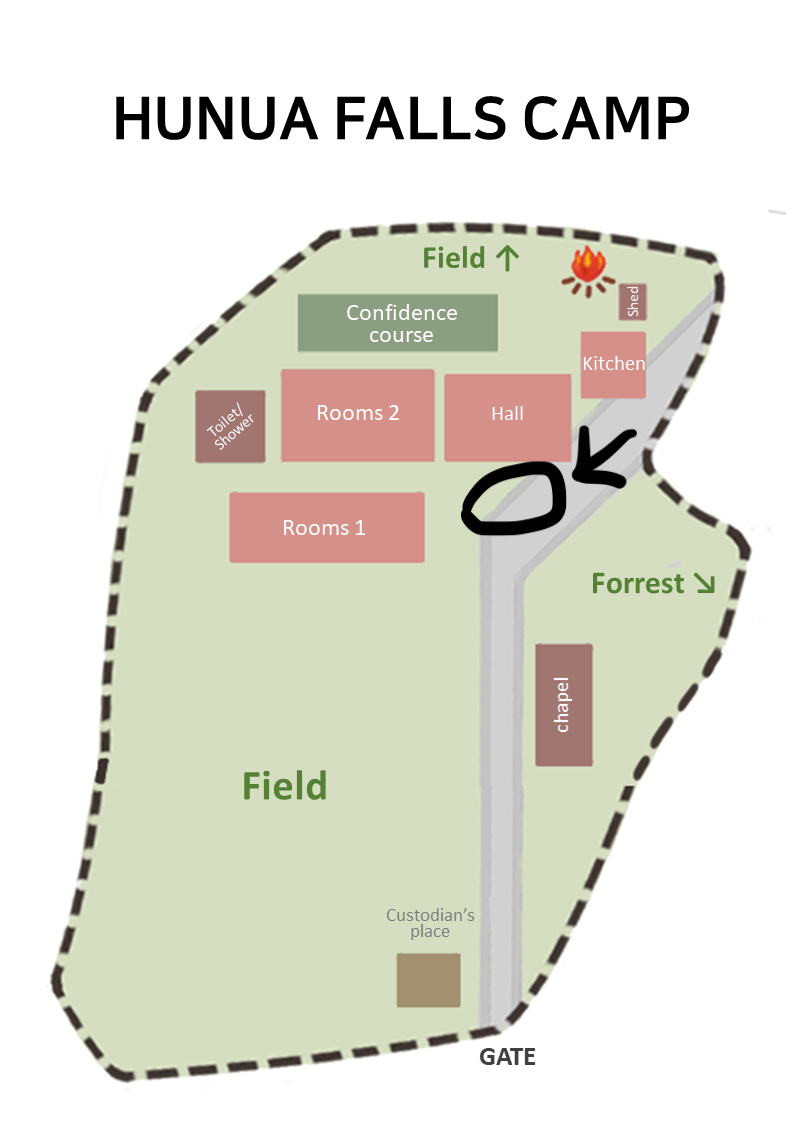 HUNUA FALLS CAMP
Field ↑
Shed
Confidence
course
Kitchen
Toilet/
Shower
Rooms 2
Hall
Rooms 1
Forrest ↘
chapel
Field
Custodian's
place
GATE